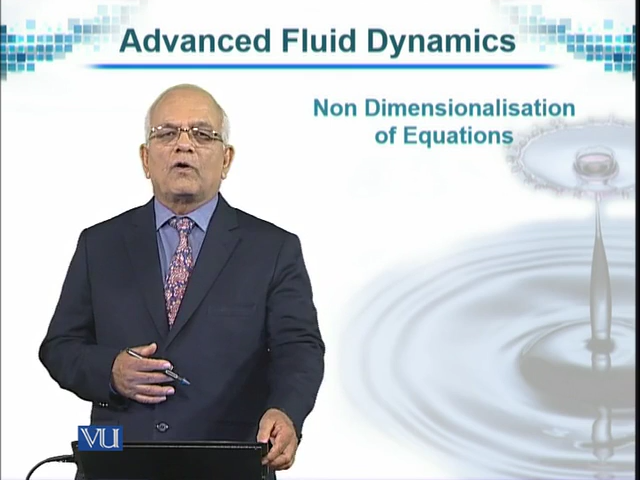 Advanced Fluid Dynamics
Non Dimensionalisation
of Equations
VU